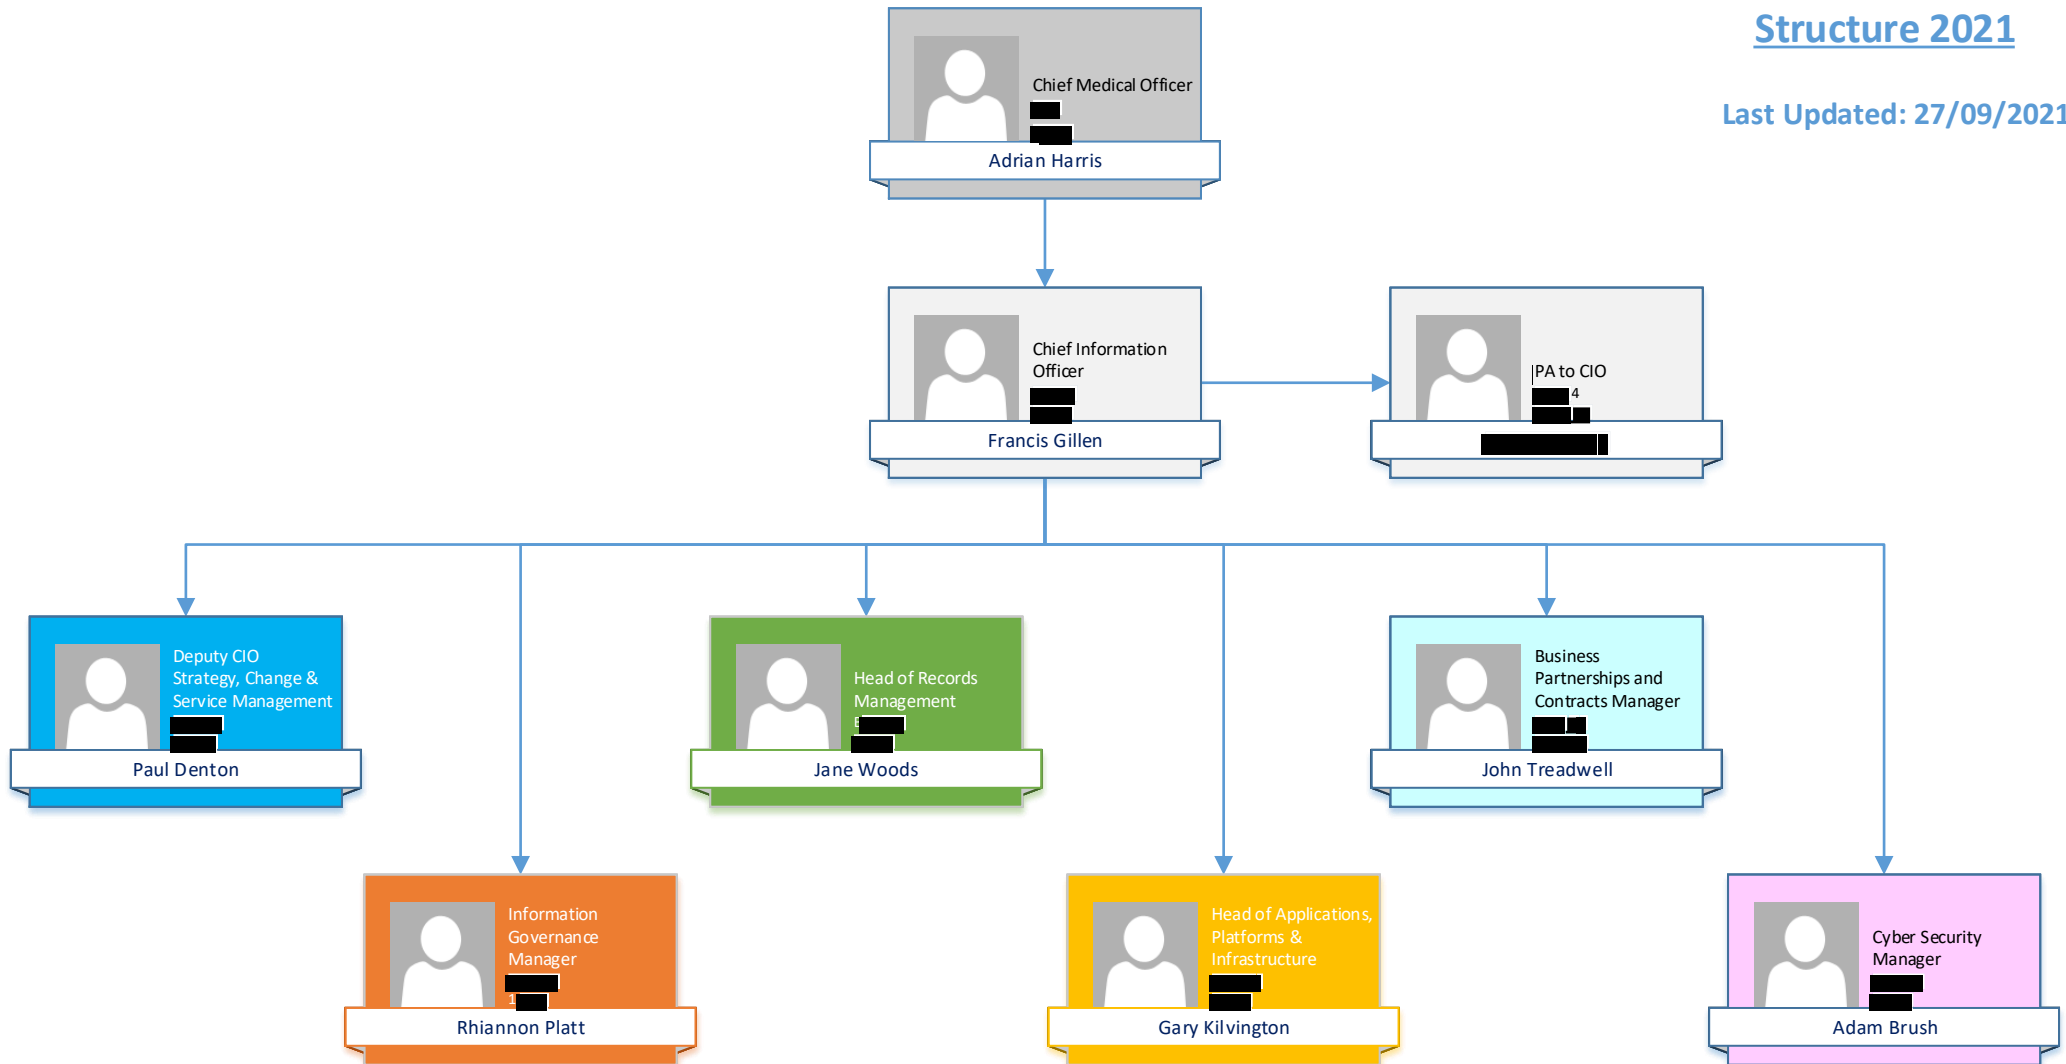 Structure 2021
Last Updated: 27/09/2021
Chief Medical Officer
Adrian Harris
Chief Information
Officer
Francis Gillen
PA to CIO
4
Deputy CIO
Strategy, Change &
Service Management
Paul Denton
Head of Records
Management
Jane Woods
Business
Partnerships and
Contracts Manager
John Treadwell
Information
Governance
Manager
1
Rhiannon Platt
Head of Applications,
Platforms &
Infrastructure
Gary Kilvington
Cyber Security
Manager
Adam Brush